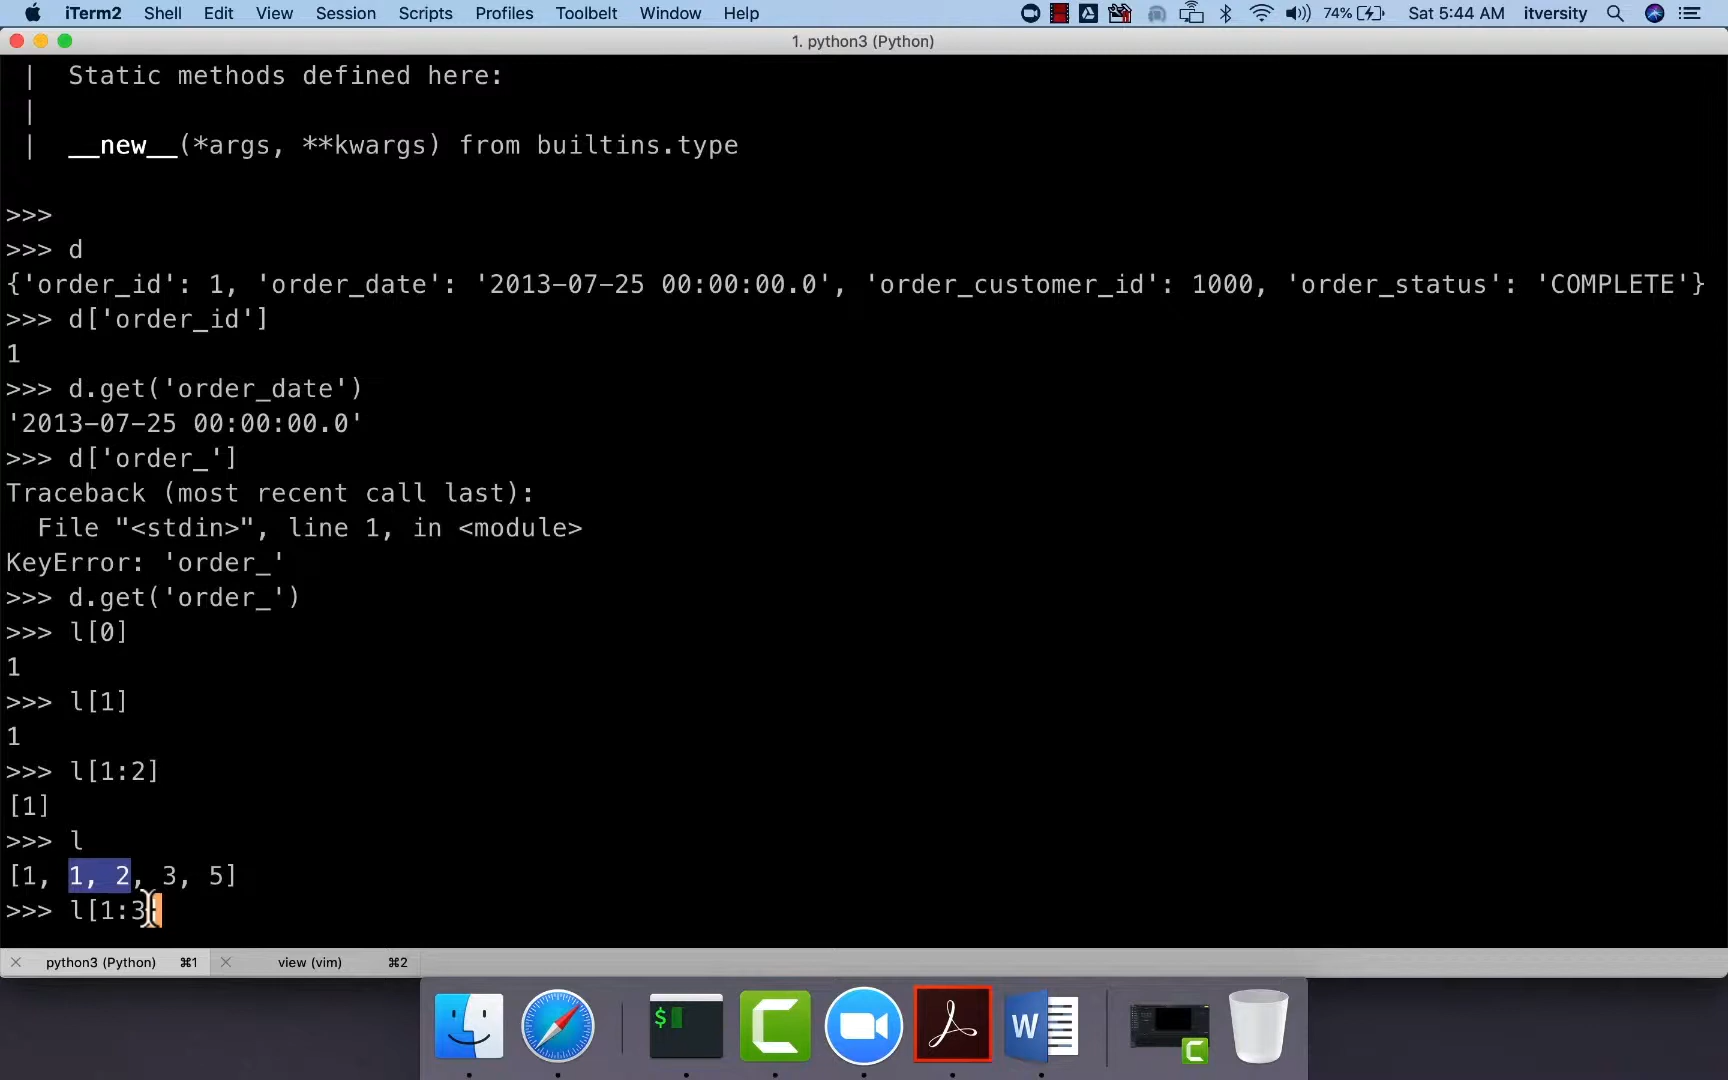 iTerm2 Shell Edit View Session Scripts Profiles Toolbelt Window Help 74% Sat 5:44 AM itversity
1. python3 (Python)
| Static methods defined here:
|
| __new__(*args, **kwargs) from builtins.type
>>>
>>> d
{'order_id': 1, 'order_date': '2013-07-25 00:00:00.0', 'order_customer_id': 1000, 'order_status': 'COMPLETE'}
>>> d['order_id']
1
>>> d.get('order_date')
'2013-07-25 00:00:00.0'
>>> d['order_']
Traceback (most recent call last):
  File "<stdin>", line 1, in <module>
KeyError: 'order_'
>>> d.get('order_')
>>> l[0]
1
>>> l[1]
1
>>> l[1:2]
[1]
>>> l
[1, 1, 2, 3, 5]
>>> l[1:3
python3 (Python) ⌘1 view (vim) ⌘2
$ C W C